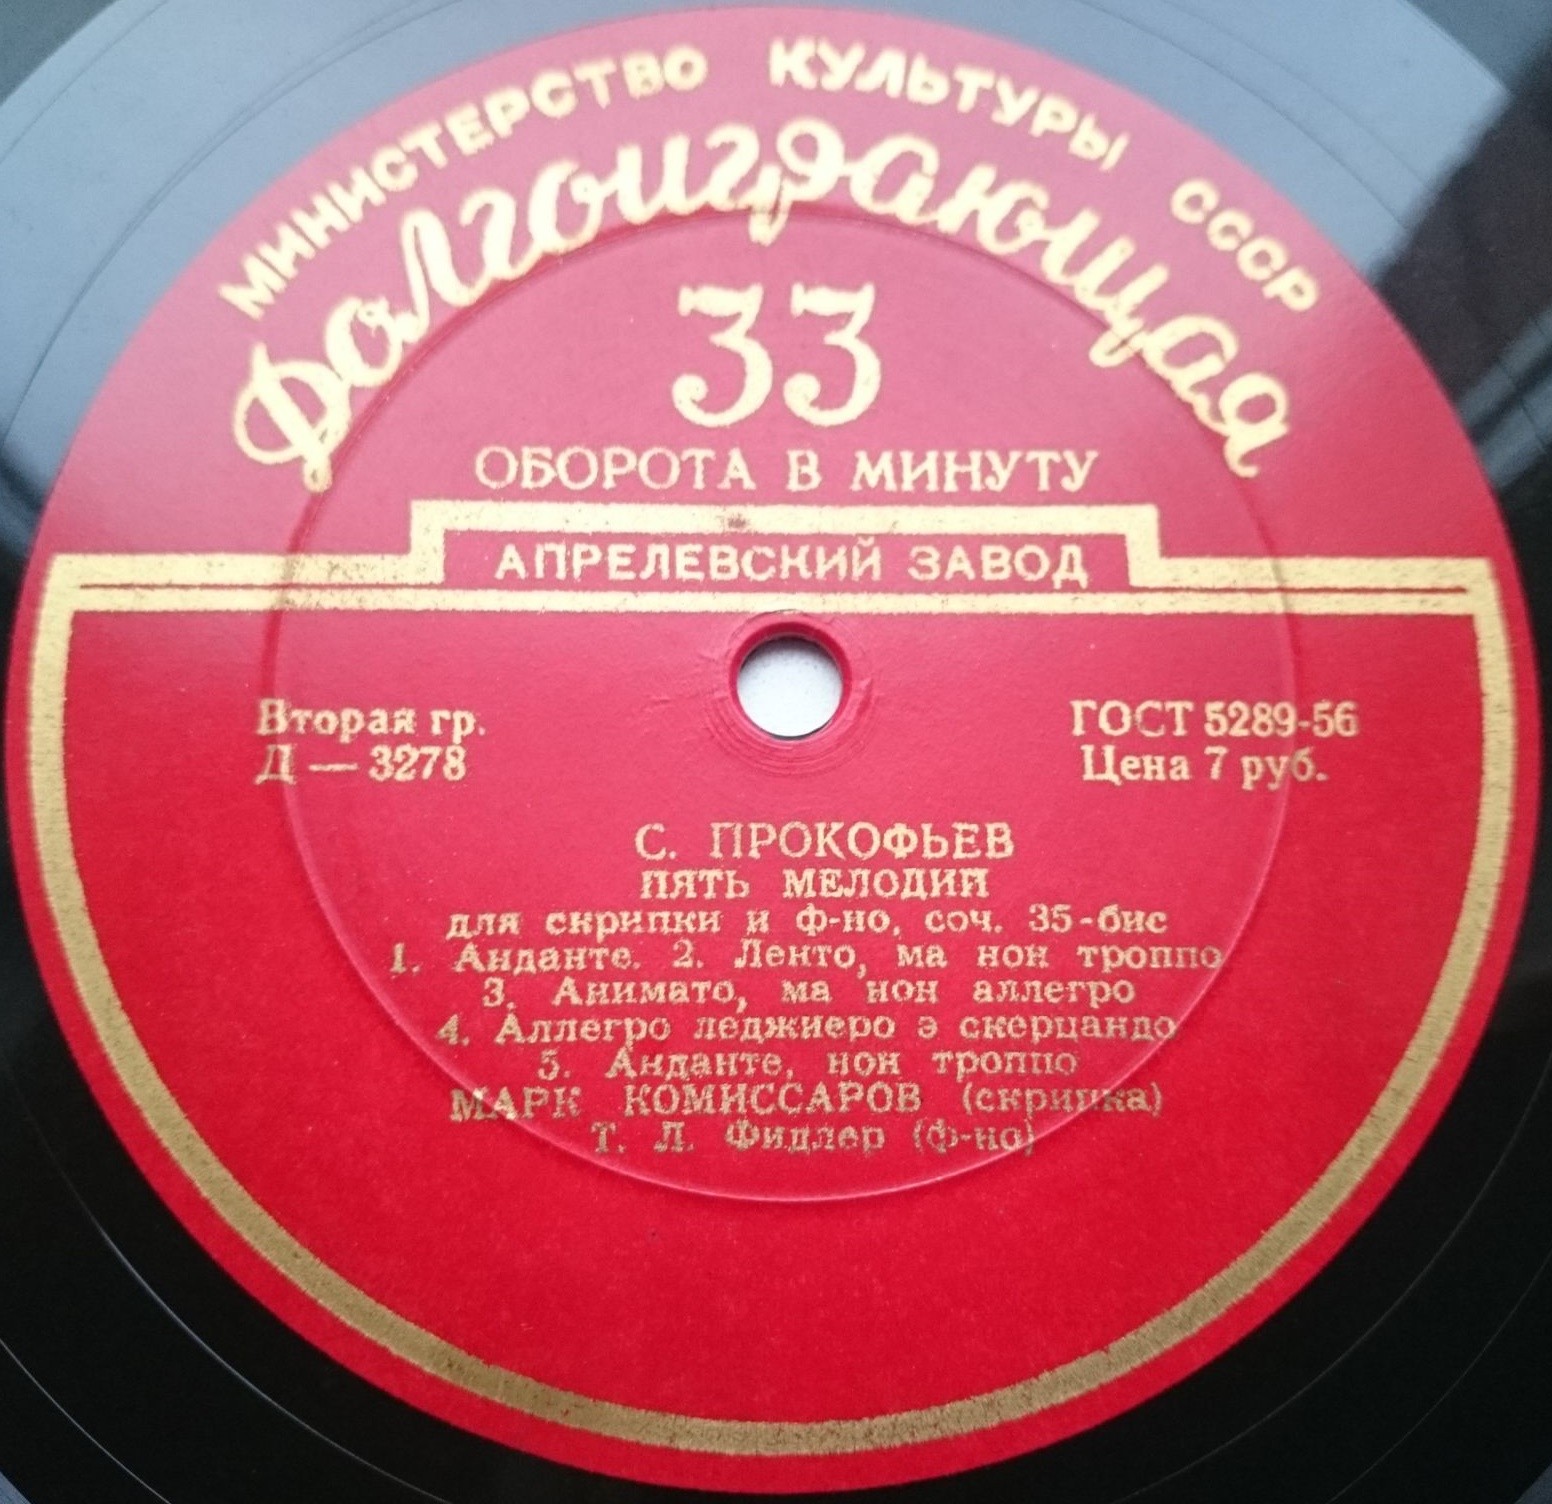 МИНИСТЕРСТВО КУЛЬТУРЫ СССР
Долгоиграющая
33
ОБОРОТА В МИНУТУ
АПРЕЛЕВСКИЙ ЗАВОД
Вторая гр.
Д — 3278
ГОСТ 5289-56
Цена 7 руб.
С. ПРОКОФЬЕВ
ПЯТЬ МЕЛОДИЙ
для скрипки и ф-но, соч. 35-бис
1. Анданте. 2. Ленто, ма нон троппо
3. Анимато, ма нон аллегро
4. Аллегро леджиеро э скерцандо
5. Анданте, нон троппо
МАРК КОМИССАРОВ (скрипка)
Т. Л. Фидлер (ф-но)